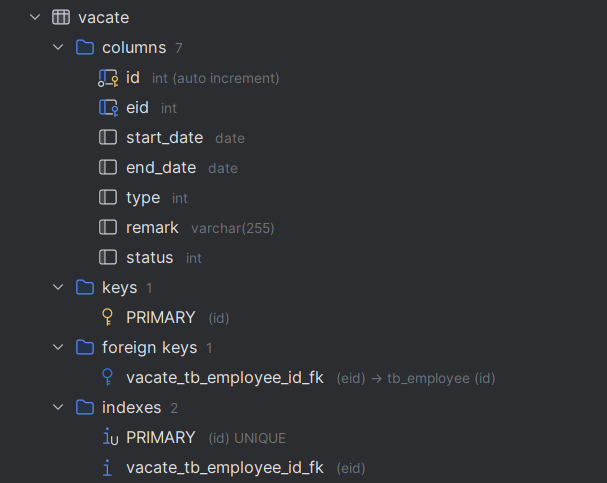 vacate
columns 7
id int (auto increment)
eid int
start_date date
end_date date
type int
remark varchar(255)
status int
keys 1
PRIMARY (id)
foreign keys 1
vacate_tb_employee_id_fk (eid) → tb_employee (id)
indexes 2
PRIMARY (id) UNIQUE
vacate_tb_employee_id_fk (eid)